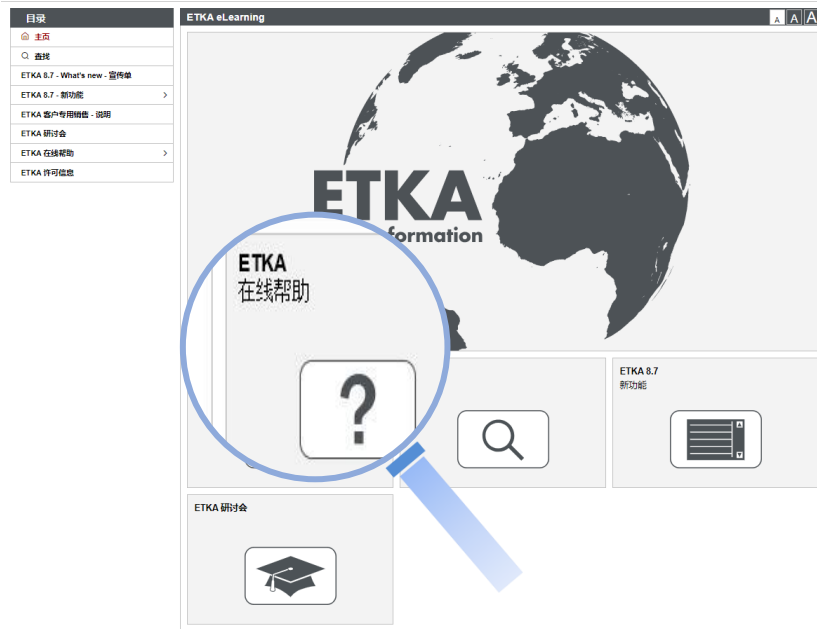 目录
主页
查找
ETKA 8.7 - What's new - 宣传单
ETKA 8.7 - 新功能
ETKA 客户专用销售 - 说明
ETKA 研讨会
ETKA 在线帮助
ETKA 许可信息
ETKA eLearning
A A A
ETKA
formation
ETKA
在线帮助
?
ETKA 8.7
新功能
ETKA 研讨会